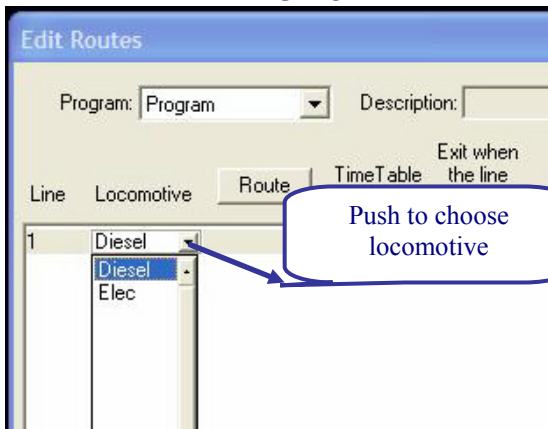 Edit Routes
Program: Program Description:
Exit when
Line Locomotive Route TimeTable the line
Push to choose
locomotive
1 Diesel
Diesel
Elec